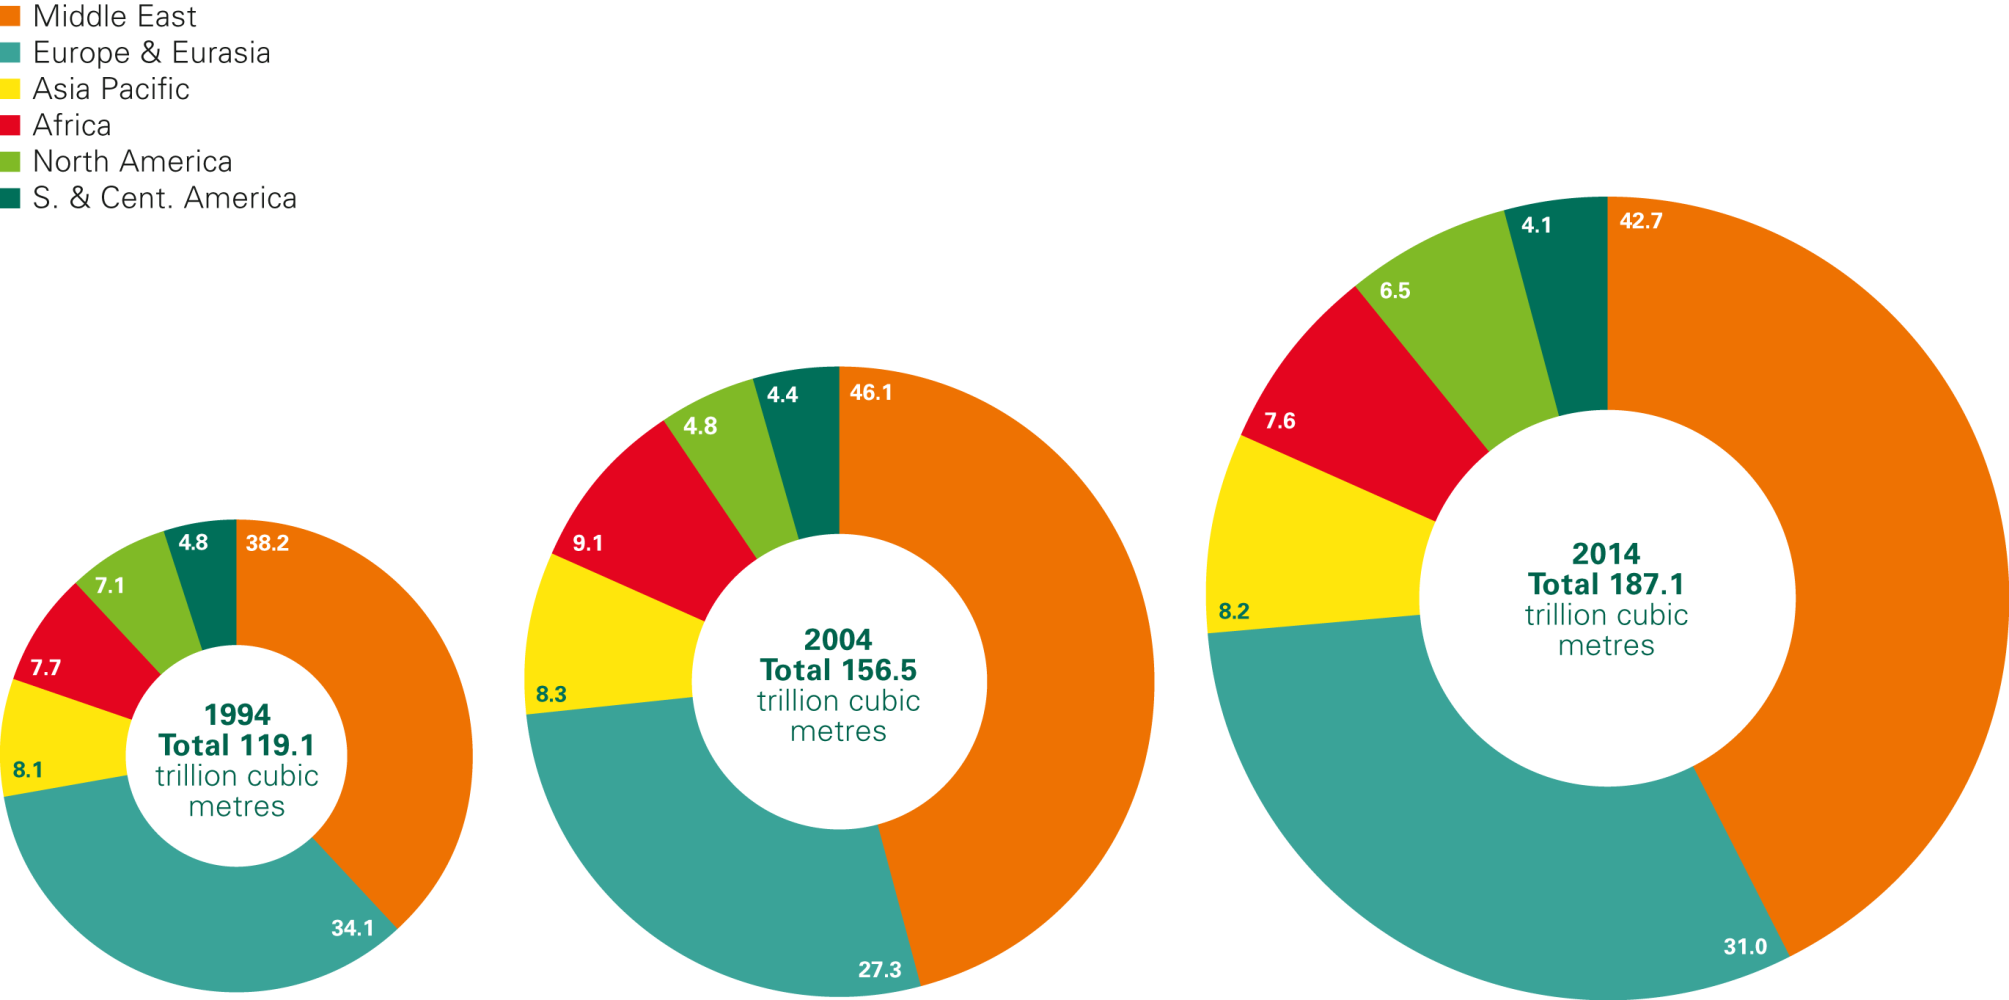 Middle East
Europe & Eurasia
Asia Pacific
Africa
North America
S. & Cent. America
4.8
38.2
7.1
7.7
8.1
34.1
1994
Total 119.1
trillion cubic
metres
4.4
46.1
4.8
9.1
8.3
27.3
2004
Total 156.5
trillion cubic
metres
4.1
42.7
6.5
7.6
8.2
31.0
2014
Total 187.1
trillion cubic
metres